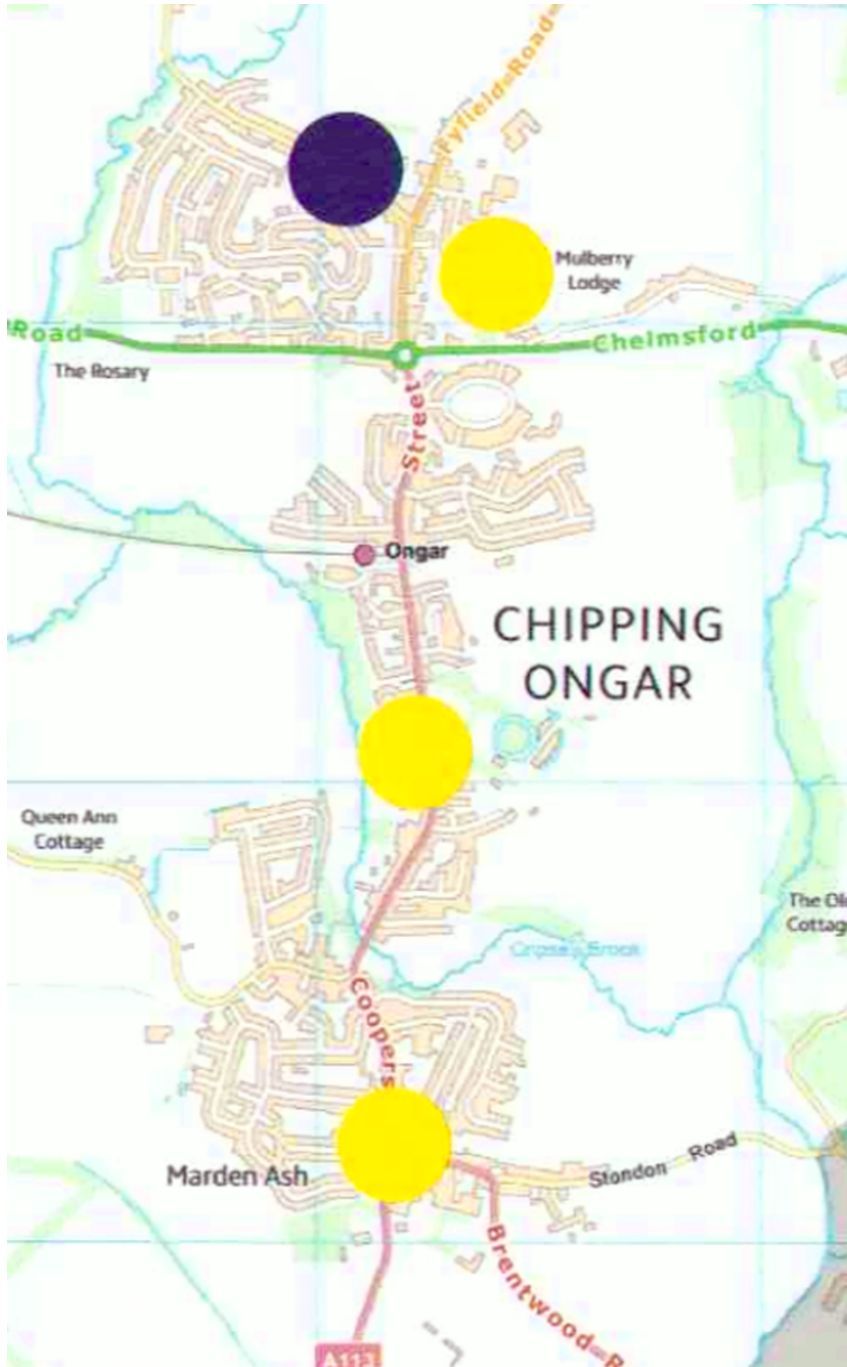 Fyfield Road
Mulberry
Lodge
Road
Chelmsford
The Rosary
Street
Ongar
CHIPPING
ONGAR
Queen Ann
Cottage
The Old
Cottag
Cripsey Brook
Coopers
Marden Ash
Stondon Road
Brentwood R
A113